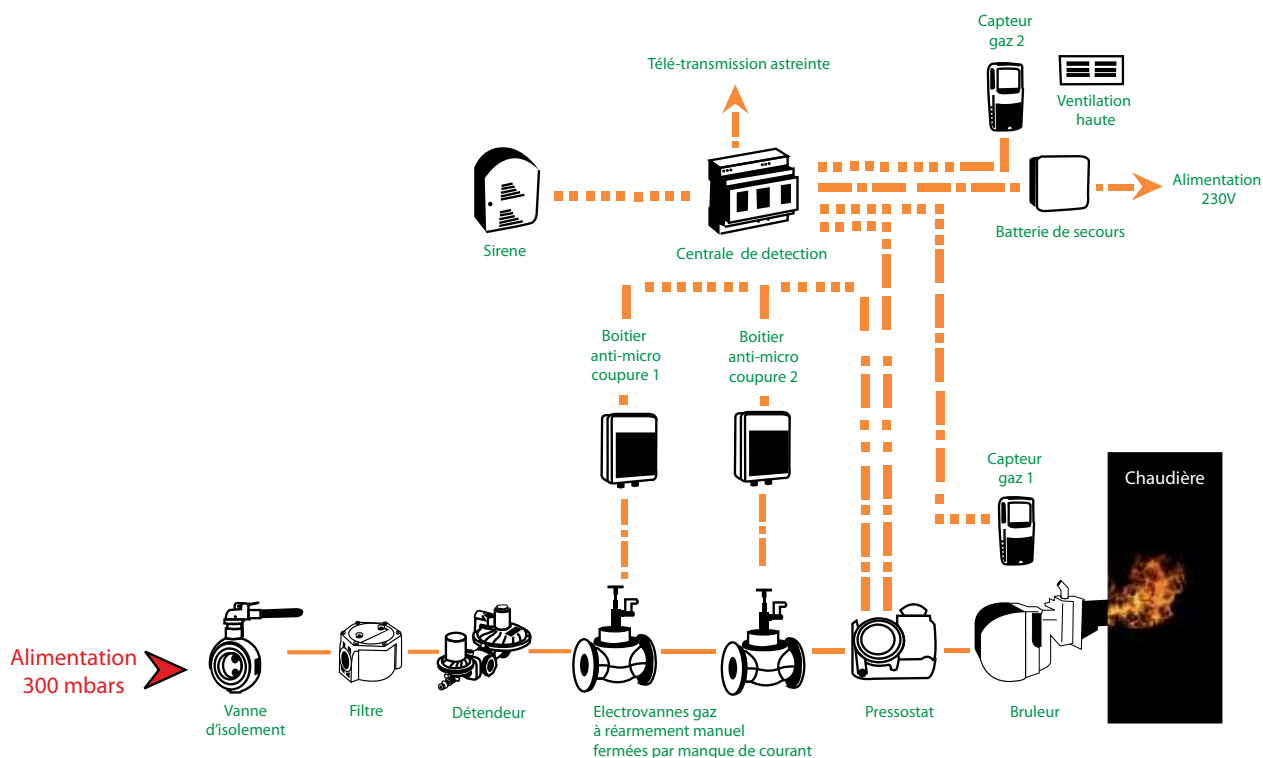 Capteur
gaz 2
Télé-transmission astreinte
Ventilation
haute
Alimentation
230V
Sirene
Centrale de detection
Batterie de secours
Boitier
anti-micro
coupure 1
Boitier
anti-micro
coupure 2
Capteur
gaz 1
Chaudière
Alimentation
300 mbars
Vanne
d'isolement
Filtre
Détendeur
Electrovannes gaz
à réarmement manuel
fermées par manque de courant
Pressostat
Bruleur